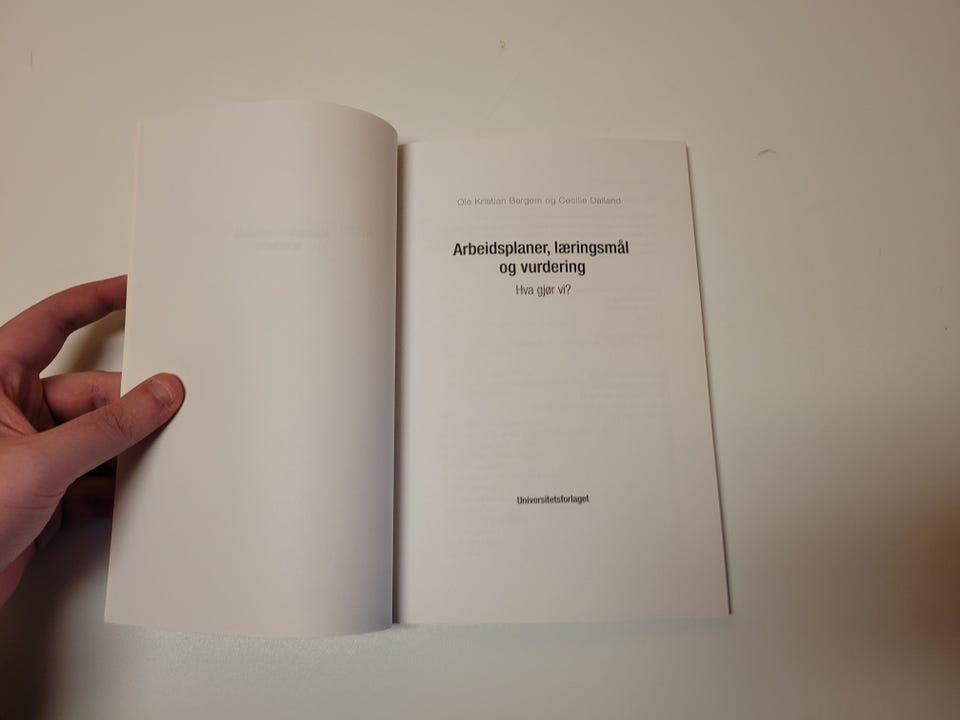 Ole Kristian Bergem og Cecilie Dalland
Arbeidsplaner, læringsmål
og vurdering
Hva gjør vi?
Universitetsforlaget